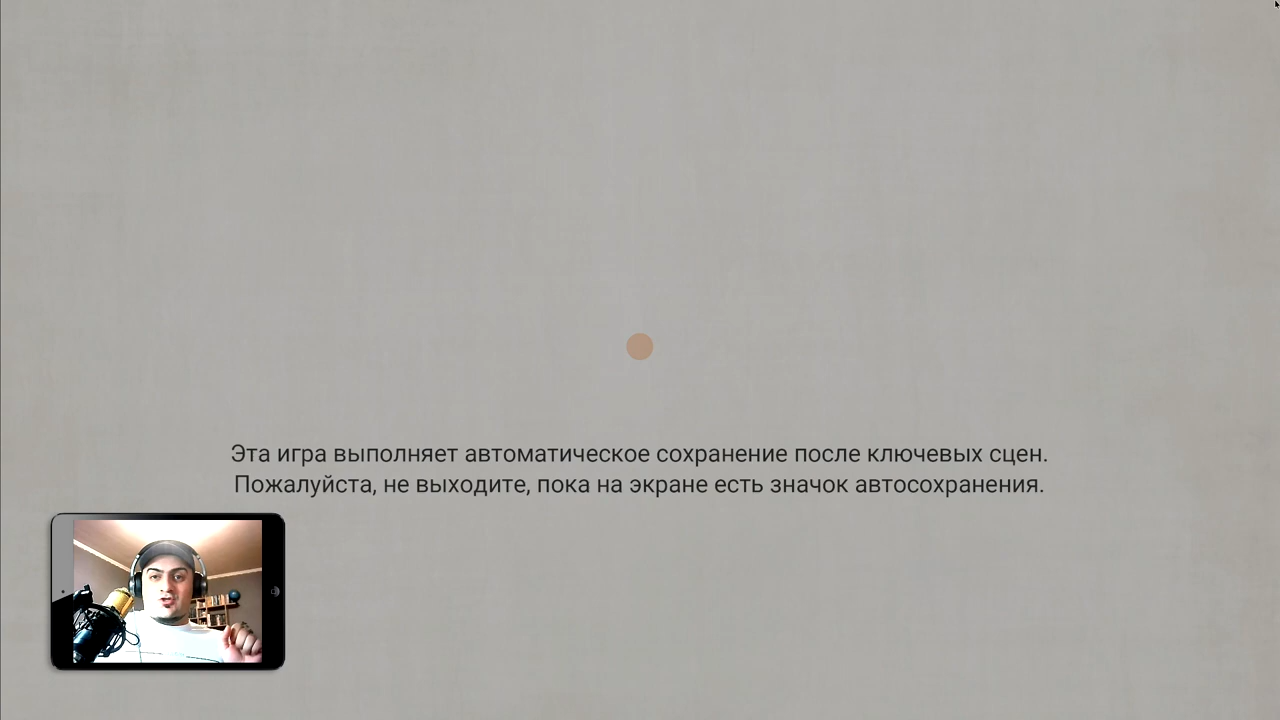 Эта игра выполняет автоматическое сохранение после ключевых сцен.
Пожалуйста, не выходите, пока на экране есть значок автосохранения.